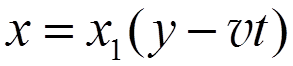 x = x₁(y − vt)